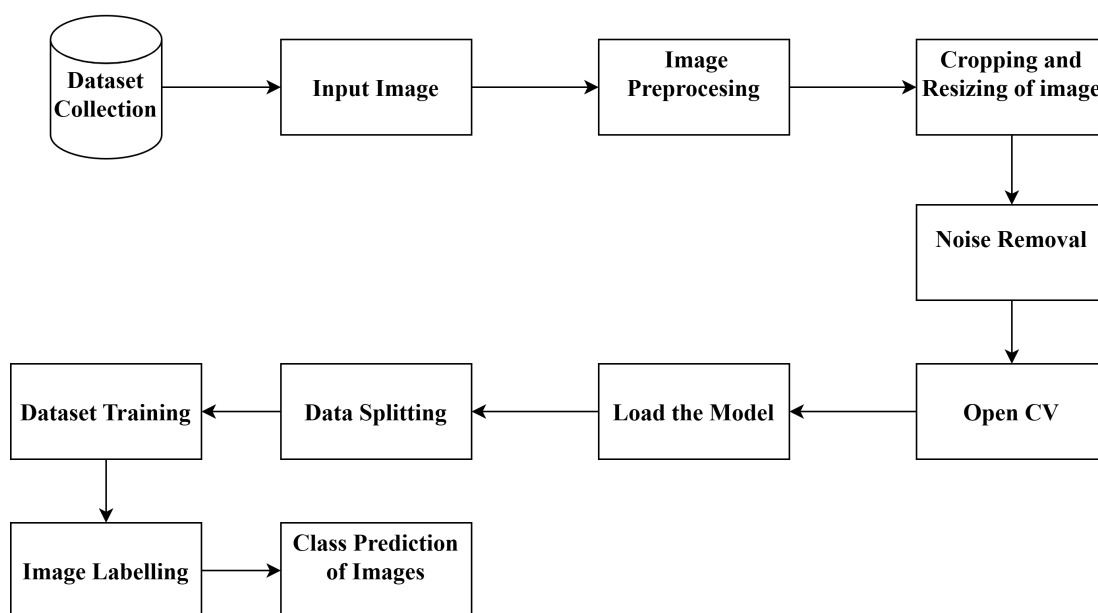 Dataset
Collection
Input Image
Image
Preprocesing
Cropping and
Resizing of image
Noise Removal
Open CV
Load the Model
Data Splitting
Dataset Training
Image Labelling
Class Prediction
of Images